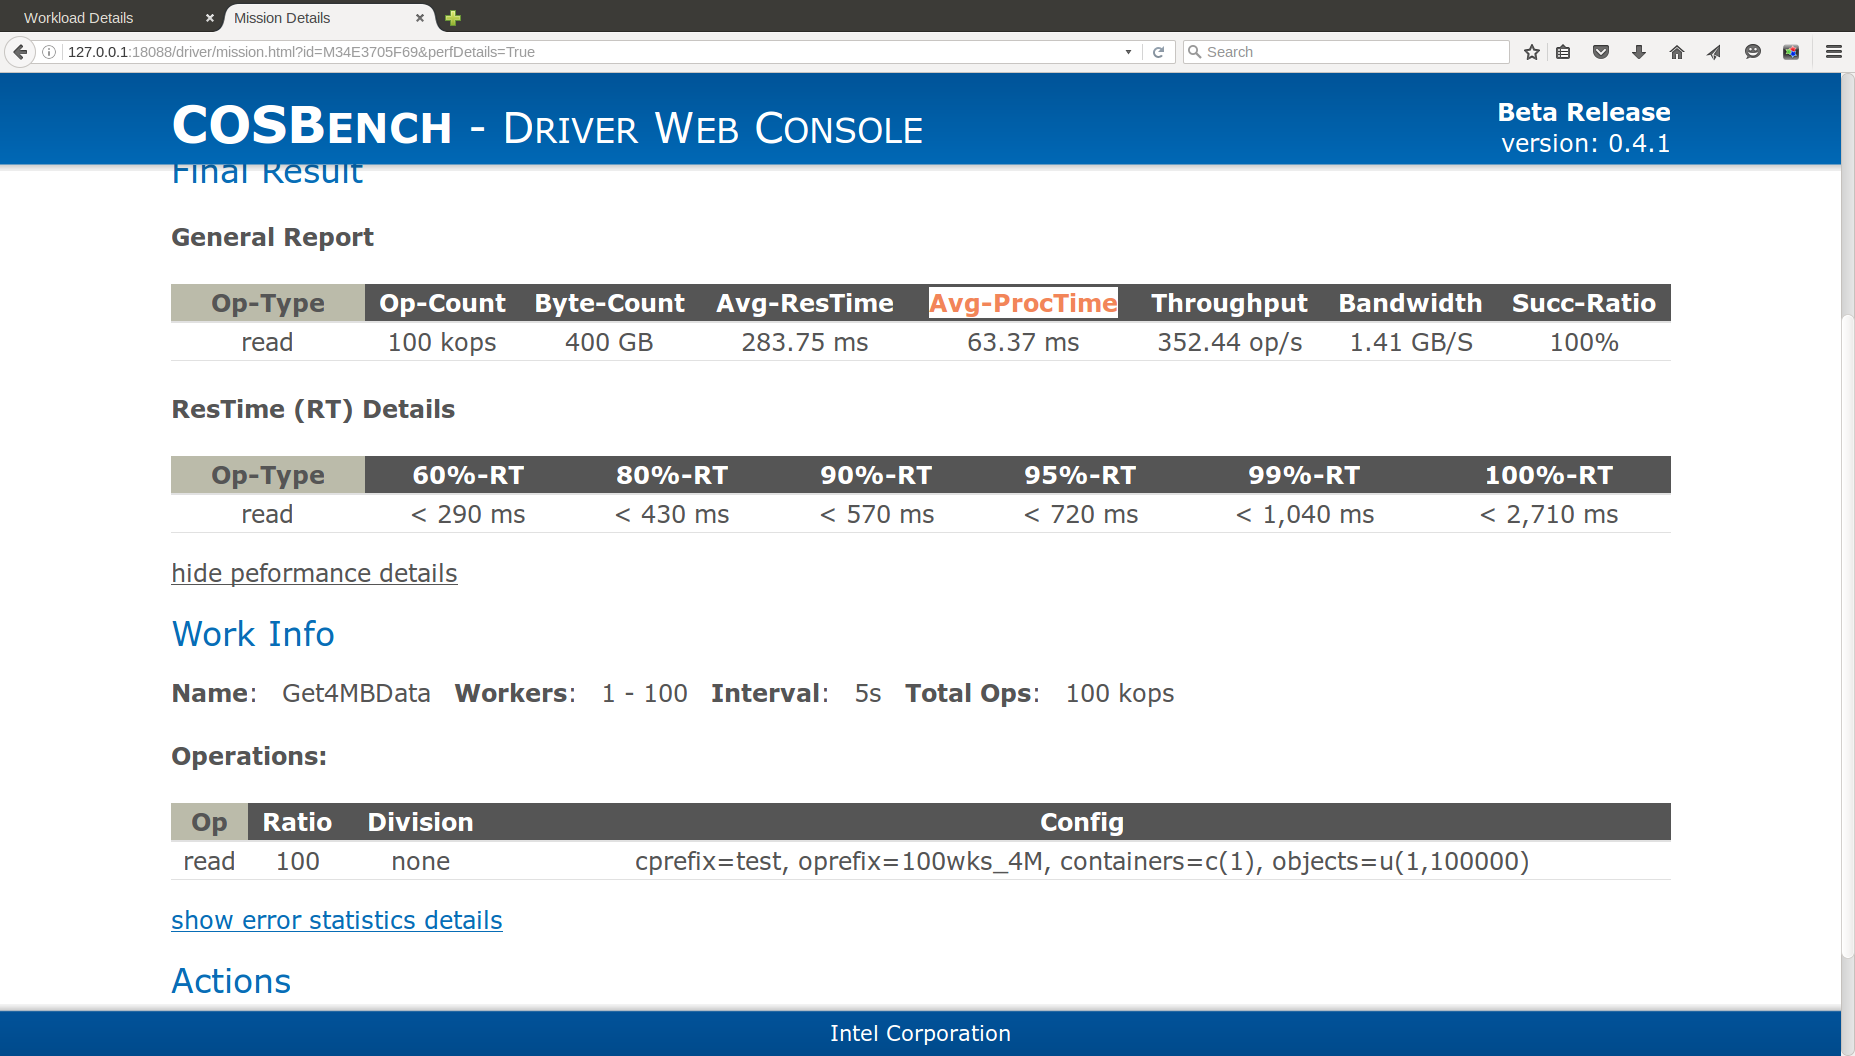 Workload Details
Mission Details
127.0.0.1:18088/driver/mission.html?id=M34E3705F69&perfDetails=True
Search
COSBENCH - DRIVER WEB CONSOLE
Beta Release
version: 0.4.1
Final Result
General Report
Op-Type Op-Count Byte-Count Avg-ResTime Avg-ProcTime Throughput Bandwidth Succ-Ratio
read 100 kops 400 GB 283.75 ms 63.37 ms 352.44 op/s 1.41 GB/S 100%
ResTime (RT) Details
Op-Type 60%-RT 80%-RT 90%-RT 95%-RT 99%-RT 100%-RT
read < 290 ms < 430 ms < 570 ms < 720 ms < 1,040 ms < 2,710 ms
hide peformance details
Work Info
Name: Get4MBData Workers: 1 - 100 Interval: 5s Total Ops: 100 kops
Operations:
Op Ratio Division Config
read 100 none cprefix=test, oprefix=100wks_4M, containers=c(1), objects=u(1,100000)
show error statistics details
Actions
Intel Corporation